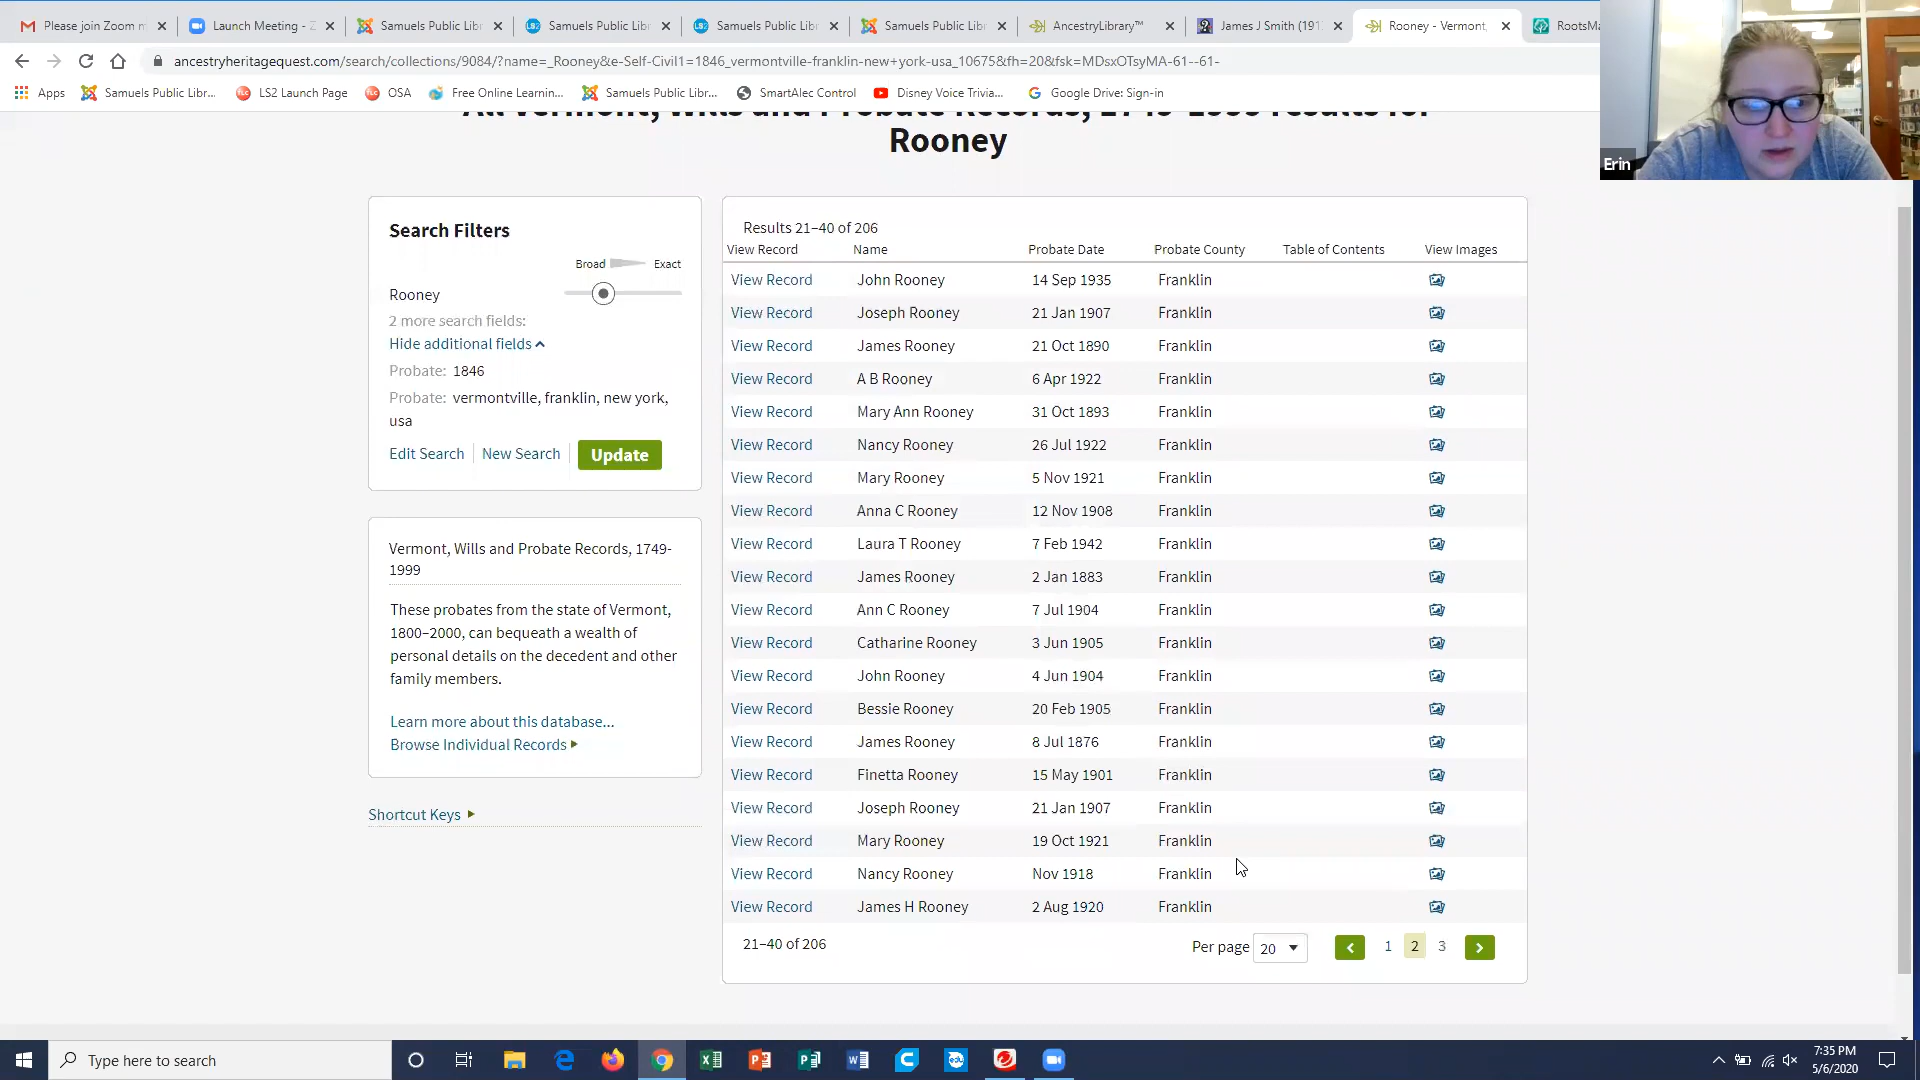 Please join Zoom m
Launch Meeting - Z
Samuels Public Libr
Samuels Public Libr
Samuels Public Libr
Samuels Public Libr
AncestryLibrary™
James J Smith (191
Rooney - Vermont,
RootsMa
ancestryheritagequest.com/search/collections/9084/?name=_Rooney&e-Self-Civil1=1846_vermontville-franklin-new+york-usa_10675&fh=20&fsk=MDsxOTsyMA-61--61-
Apps
Samuels Public Libr...
LS2 Launch Page
OSA
Free Online Learnin...
Samuels Public Libr...
SmartAlec Control
Disney Voice Trivia...
Google Drive: Sign-in
Erin
All Vermont, Wills and Probate Records, 1749-1999 results for
Rooney
Search Filters
Broad Exact
Rooney
2 more search fields:
Hide additional fields
Probate: 1846
Probate: vermontville, franklin, new york,
usa
Edit Search New Search Update
Vermont, Wills and Probate Records, 1749-
1999
These probates from the state of Vermont,
1800–2000, can bequeath a wealth of
personal details on the decedent and other
family members.
Learn more about this database...
Browse Individual Records
Shortcut Keys
Results 21–40 of 206
View Record Name Probate Date Probate County Table of Contents View Images
View Record John Rooney 14 Sep 1935 Franklin
View Record Joseph Rooney 21 Jan 1907 Franklin
View Record James Rooney 21 Oct 1890 Franklin
View Record A B Rooney 6 Apr 1922 Franklin
View Record Mary Ann Rooney 31 Oct 1893 Franklin
View Record Nancy Rooney 26 Jul 1922 Franklin
View Record Mary Rooney 5 Nov 1921 Franklin
View Record Anna C Rooney 12 Nov 1908 Franklin
View Record Laura T Rooney 7 Feb 1942 Franklin
View Record James Rooney 2 Jan 1883 Franklin
View Record Ann C Rooney 7 Jul 1904 Franklin
View Record Catharine Rooney 3 Jun 1905 Franklin
View Record John Rooney 4 Jun 1904 Franklin
View Record Bessie Rooney 20 Feb 1905 Franklin
View Record James Rooney 8 Jul 1876 Franklin
View Record Finetta Rooney 15 May 1901 Franklin
View Record Joseph Rooney 21 Jan 1907 Franklin
View Record Mary Rooney 19 Oct 1921 Franklin
View Record Nancy Rooney Nov 1918 Franklin
View Record James H Rooney 2 Aug 1920 Franklin
21–40 of 206
Per page 20 1 2 3
Type here to search
7:35 PM
5/6/2020